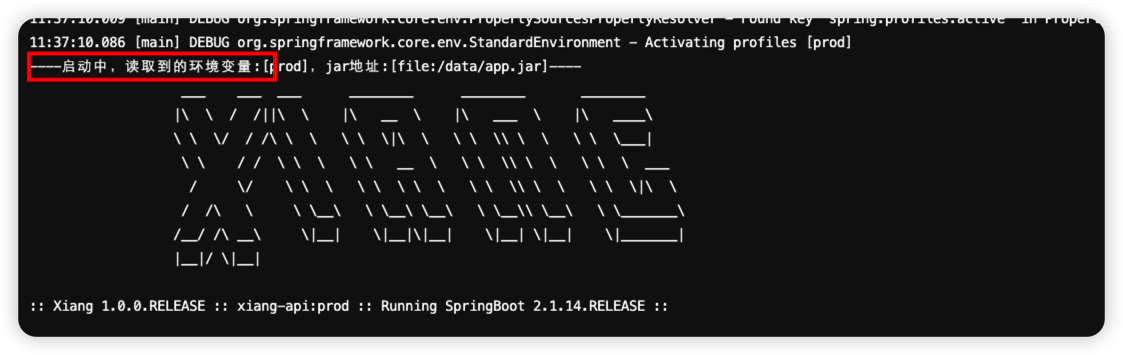 11:37:10.009 [main] DEBUG org.springframework.core.env.PropertySourcesPropertyResolver - Found key 'spring.profiles.active' in Propert
11:37:10.086 [main] DEBUG org.springframework.core.env.StandardEnvironment - Activating profiles [prod]
----启动中，读取到的环境变量:[prod]，jar地址:[file:/data/app.jar]----
:: Xiang 1.0.0.RELEASE :: xiang-api:prod :: Running SpringBoot 2.1.14.RELEASE ::